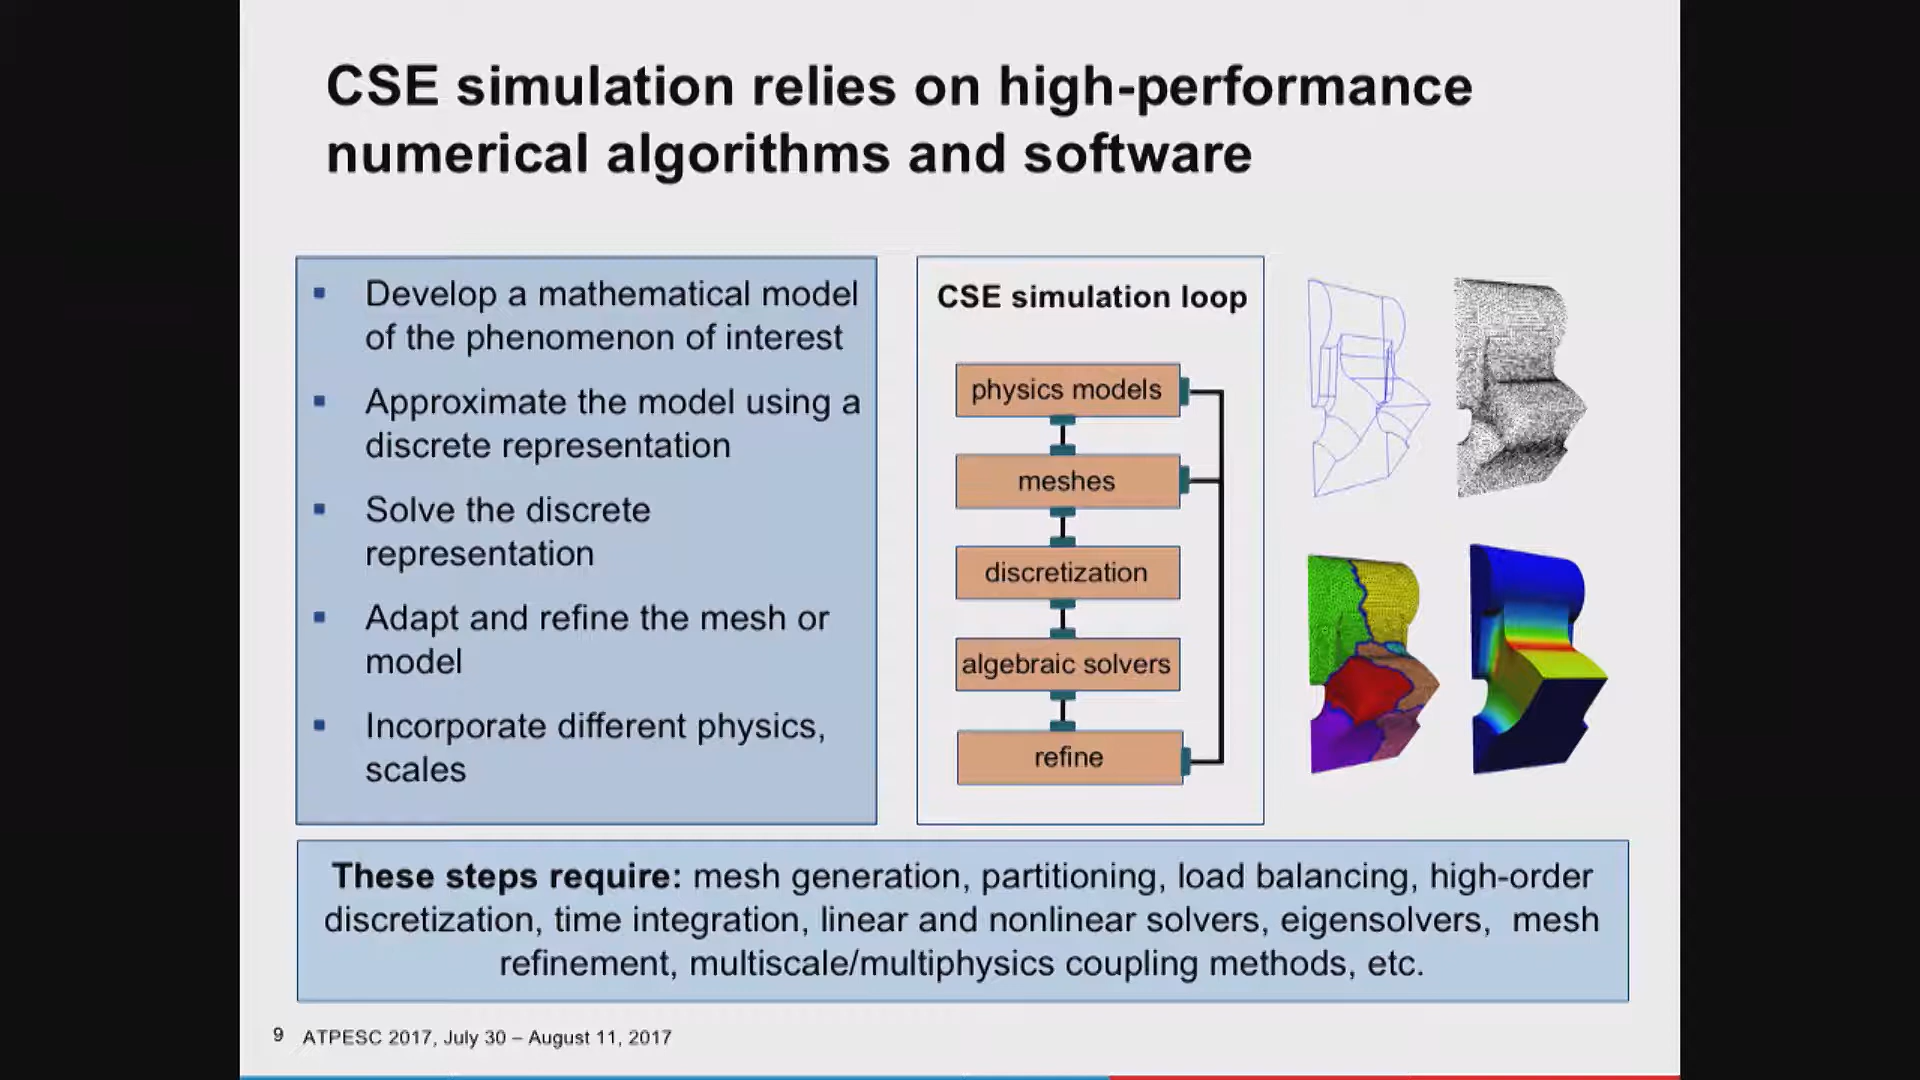 CSE simulation relies on high-performance
numerical algorithms and software
▪ Develop a mathematical model
of the phenomenon of interest
▪ Approximate the model using a
discrete representation
▪ Solve the discrete
representation
▪ Adapt and refine the mesh or
model
▪ Incorporate different physics,
scales
CSE simulation loop
physics models
meshes
discretization
algebraic solvers
refine
These steps require: mesh generation, partitioning, load balancing, high-order
discretization, time integration, linear and nonlinear solvers, eigensolvers, mesh
refinement, multiscale/multiphysics coupling methods, etc.
9 ATPESC 2017, July 30 – August 11, 2017